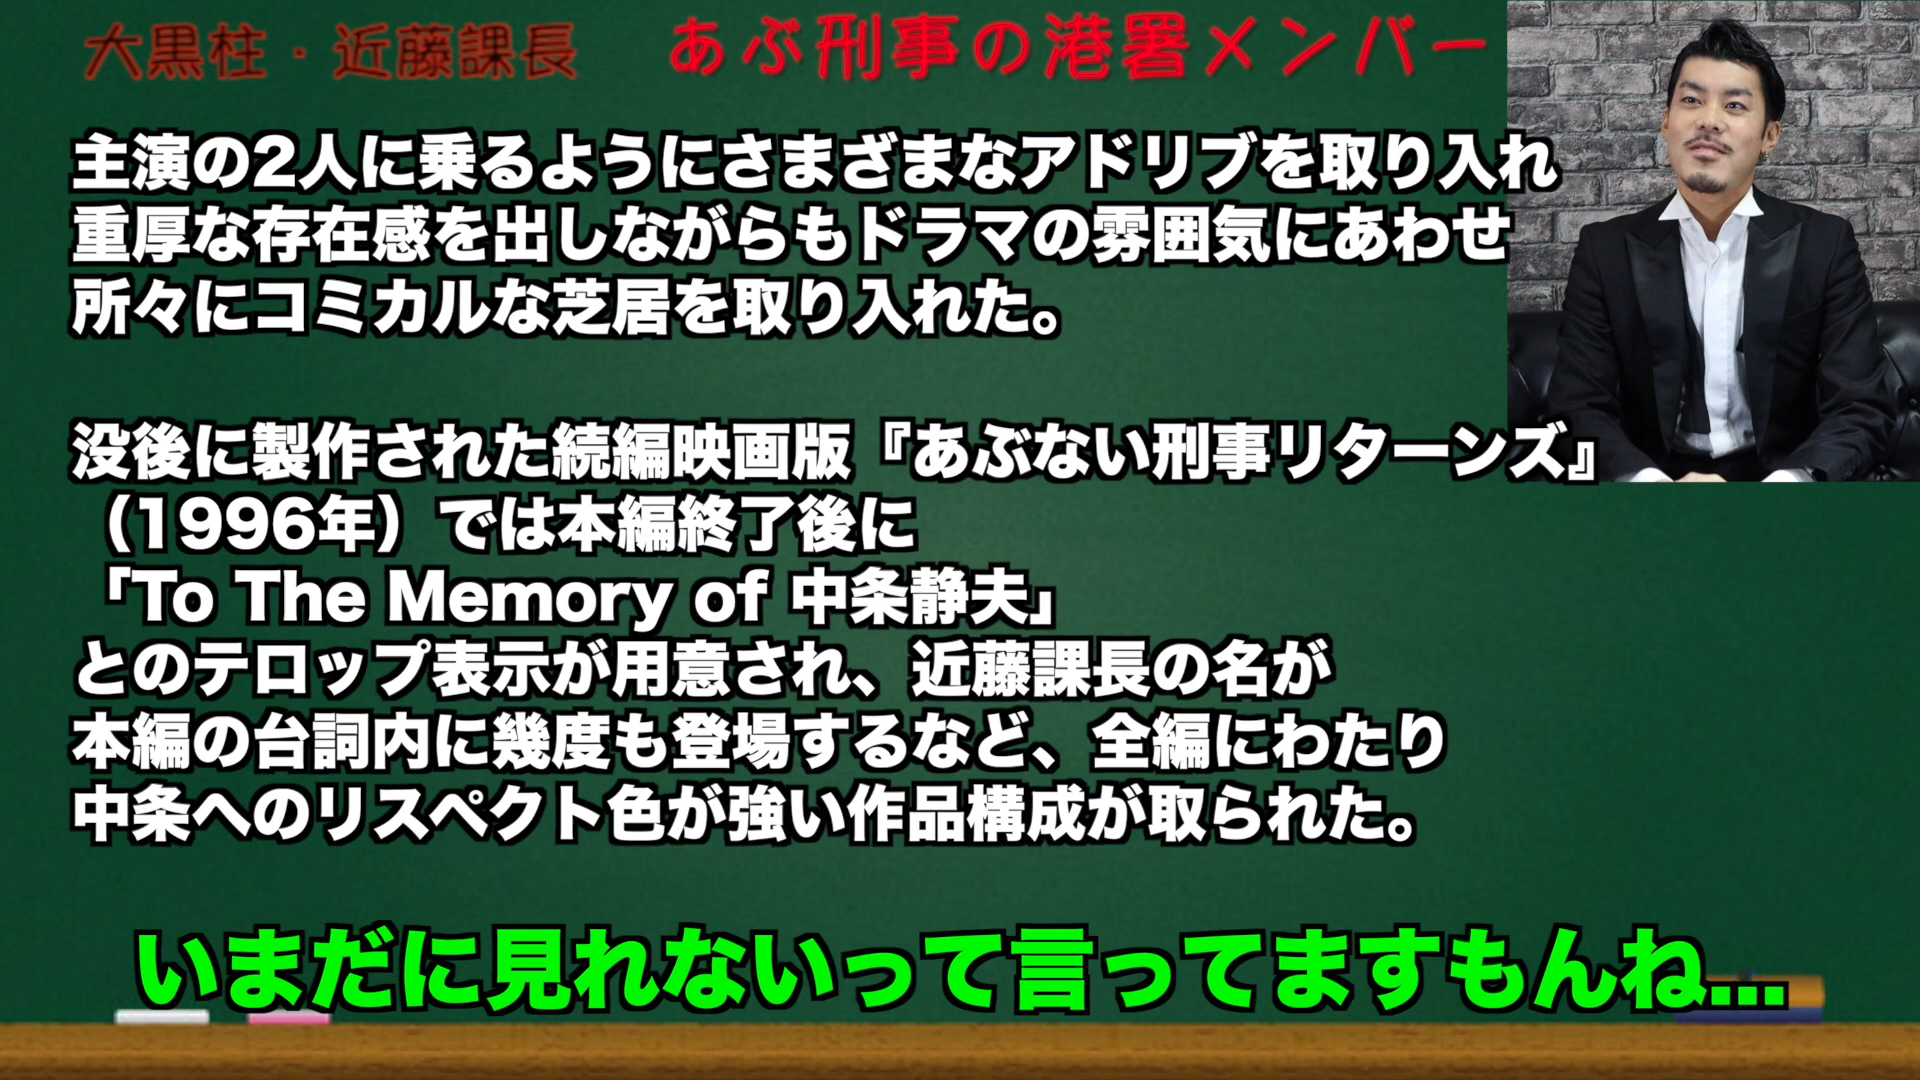 大黒柱・近藤課長 あぶ刑事の港署メンバー
主演の2人に乗るようにさまざまなアドリブを取り入れ
重厚な存在感を出しながらもドラマの雰囲気にあわせ
所々にコミカルな芝居を取り入れた。
没後に製作された続編映画版『あぶない刑事リターンズ』
（1996年）では本編終了後に
「To The Memory of 中条静夫」
とのテロップ表示が用意され、近藤課長の名が
本編の台詞内に幾度も登場するなど、全編にわたり
中条へのリスペクト色が強い作品構成が取られた。
いまだに見れないって言ってますもんね...